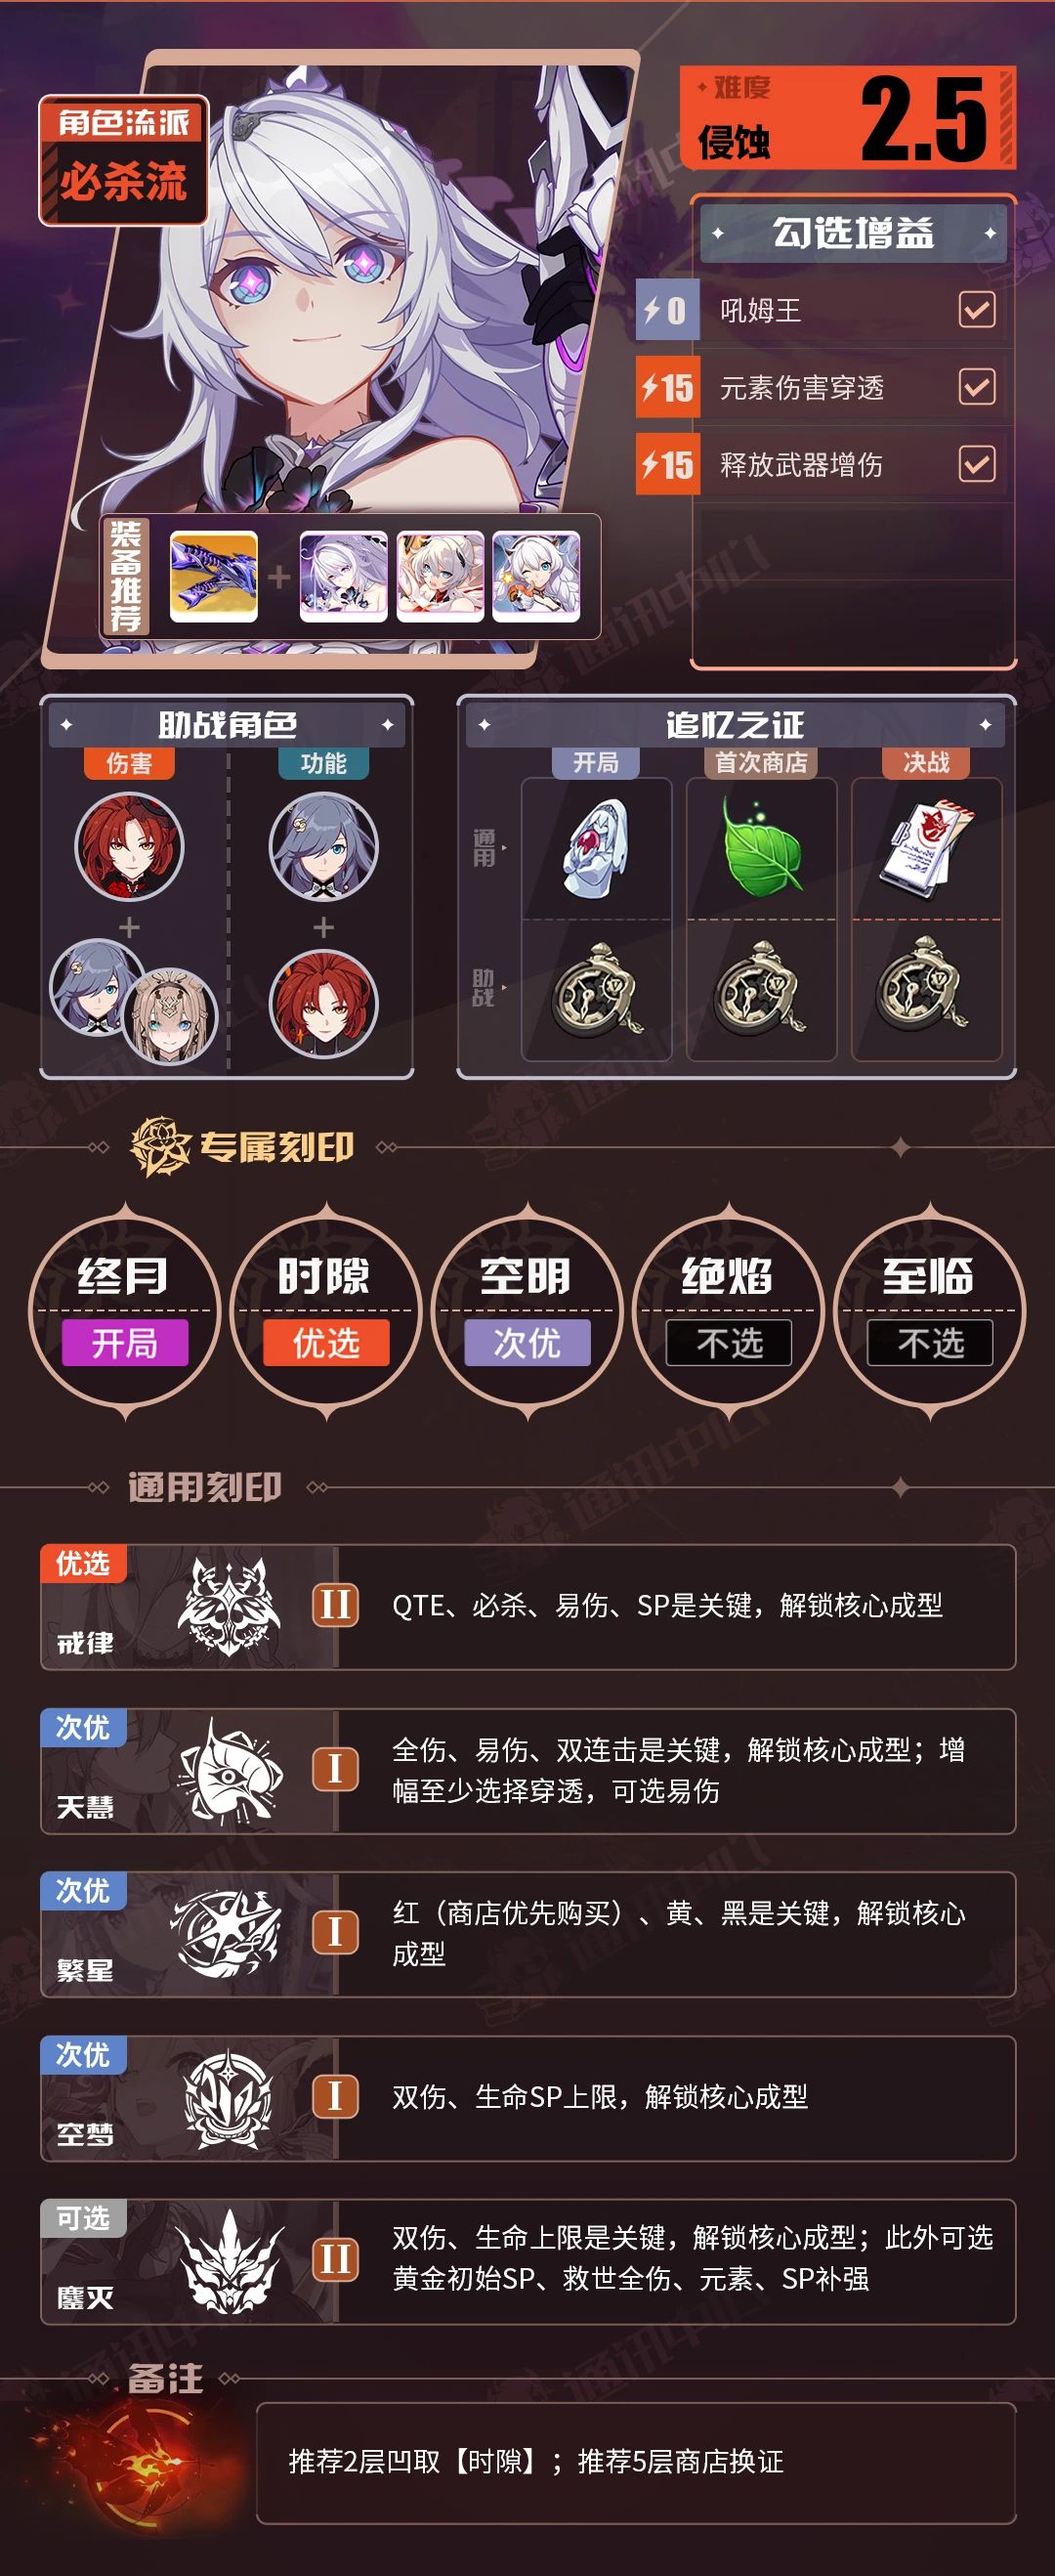 角色流派
必杀流
难度
侵蚀
2.5
勾选增益
0
吼姆王
15
元素伤害穿透
15
释放武器增伤
装备推荐
助战角色
伤害
功能
追忆之证
开局
首次商店
决战
通用
助战
专属刻印
终月
开局
时隙
优选
空明
次优
绝焰
不选
至临
不选
通用刻印
优选
戒律
II
QTE、必杀、易伤、SP是关键，解锁核心成型
次优
天慧
I
全伤、易伤、双连击是关键，解锁核心成型；增
幅至少选择穿透，可选易伤
次优
繁星
I
红（商店优先购买）、黄、黑是关键，解锁核心
成型
次优
空梦
I
双伤、生命SP上限，解锁核心成型
可选
鏖灭
II
双伤、生命上限是关键，解锁核心成型；此外可选
黄金初始SP、救世全伤、元素、SP补强
备注
推荐2层凹取【时隙】；推荐5层商店换证
通讯中心